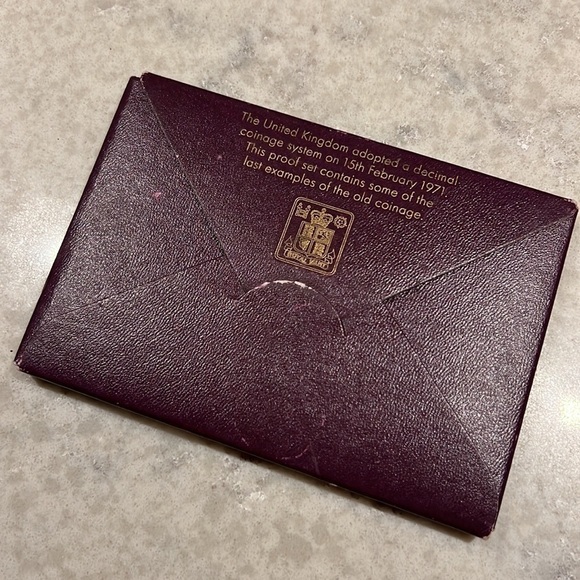 The United Kingdom adopted a decimal
coinage system on 15th February 1971.
This proof set contains some of the
last examples of the old coinage.
ROYAL MINT